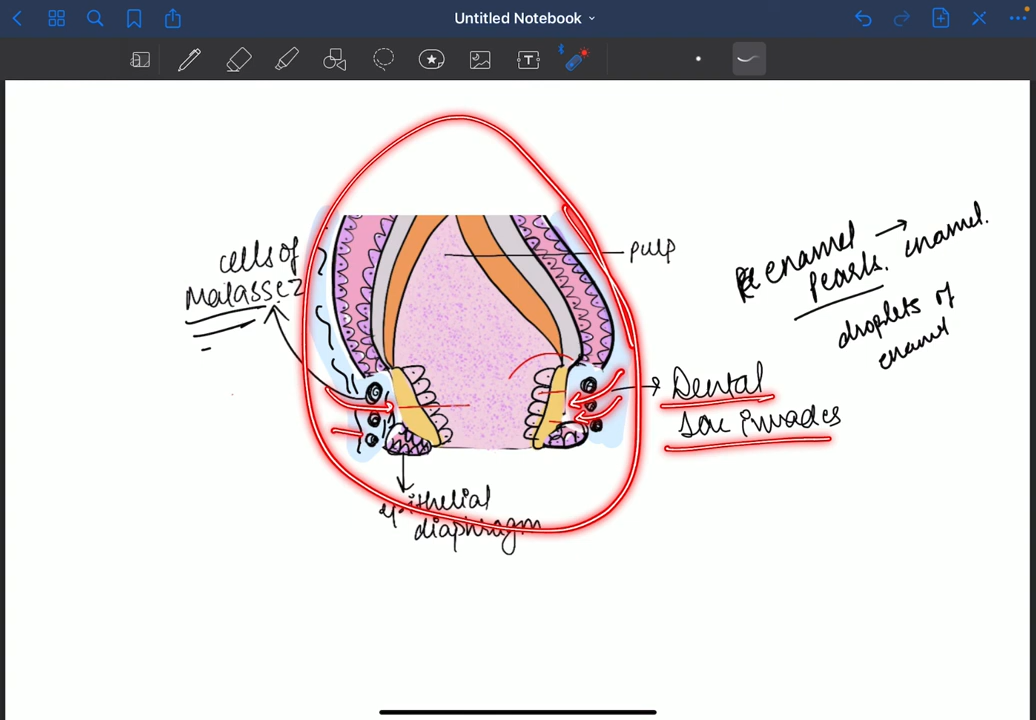 Untitled Notebook
T
cells of
Malassez
pulp
enamel → enamel.
pearls.
droplets of
enamel
Dental
sac invades
epithelial
diaphragm